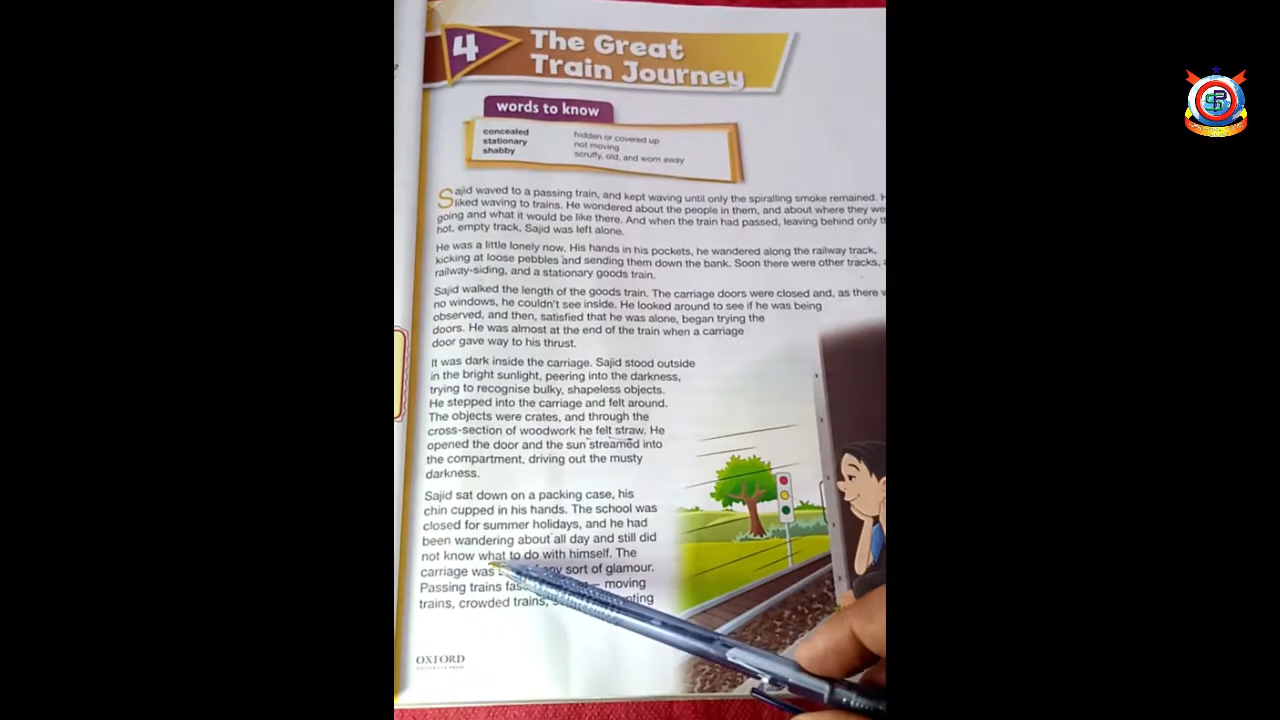 4
The Great
Train Journey
words to know
concealed hidden or covered up
stationary not moving
shabby scruffy, old, and worn away
Sajid waved to a passing train, and kept waving until only the spiralling smoke remained. H
liked waving to trains. He wondered about the people in them, and about where they we
going and what it would be like there. And when the train had passed, leaving behind only th
hot, empty track, Sajid was left alone.
He was a little lonely now. His hands in his pockets, he wandered along the railway track,
kicking at loose pebbles and sending them down the bank. Soon there were other tracks, a
railway-siding, and a stationary goods train.
Sajid walked the length of the goods train. The carriage doors were closed and, as there w
no windows, he couldn't see inside. He looked around to see if he was being
observed, and then, satisfied that he was alone, began trying the
doors. He was almost at the end of the train when a carriage
door gave way to his thrust.
It was dark inside the carriage. Sajid stood outside
in the bright sunlight, peering into the darkness,
trying to recognise bulky, shapeless objects.
He stepped into the carriage and felt around.
The objects were crates, and through the
cross-section of woodwork he felt straw. He
opened the door and the sun streamed into
the compartment, driving out the musty
darkness.
Sajid sat down on a packing case, his
chin cupped in his hands. The school was
closed for summer holidays, and he had
been wandering about all day and still did
not know what to do with himself. The
carriage was any sort of glamour.
Passing trains — moving
trains, crowded trains,
OXFORD